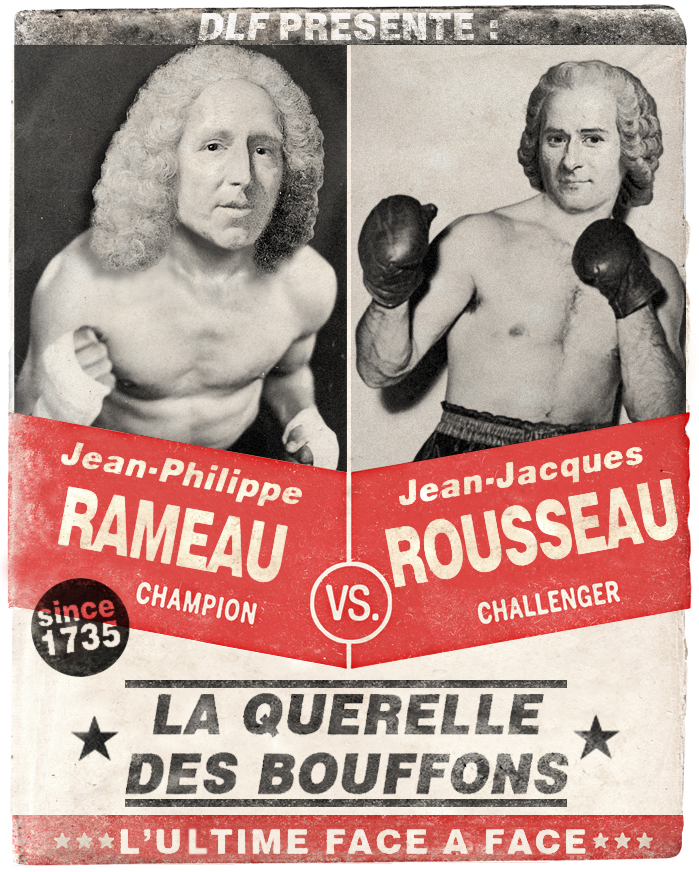 DLF PRESENTE :
Jean-Philippe
RAMEAU
CHAMPION
since
1735
VS.
Jean-Jacques
ROUSSEAU
CHALLENGER
LA QUERELLE
DES BOUFFONS
L'ULTIME FACE A FACE